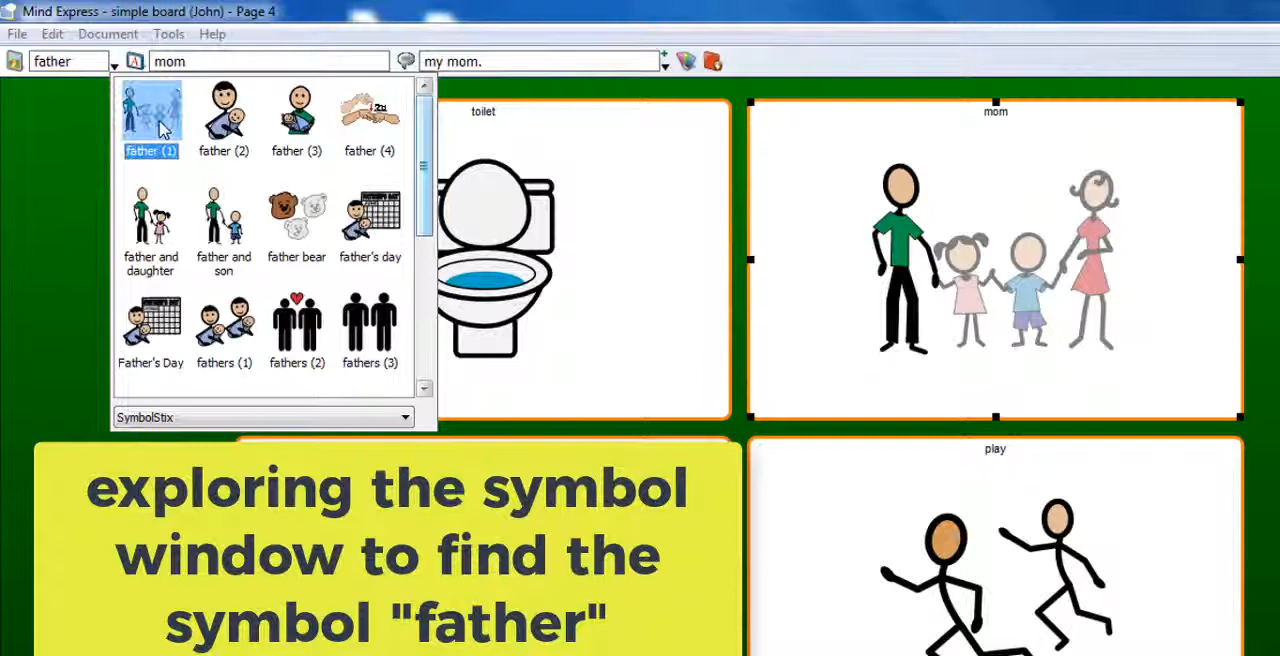 Mind Express - simple board (John) - Page 4
File Edit Document Tools Help
father mom my mom.
toilet
mom
father (1) father (2) father (3) father (4)
father and daughter
father and son
father bear
father's day
Father's Day fathers (1) fathers (2) fathers (3)
SymbolStix
play
exploring the symbol
window to find the
symbol "father"